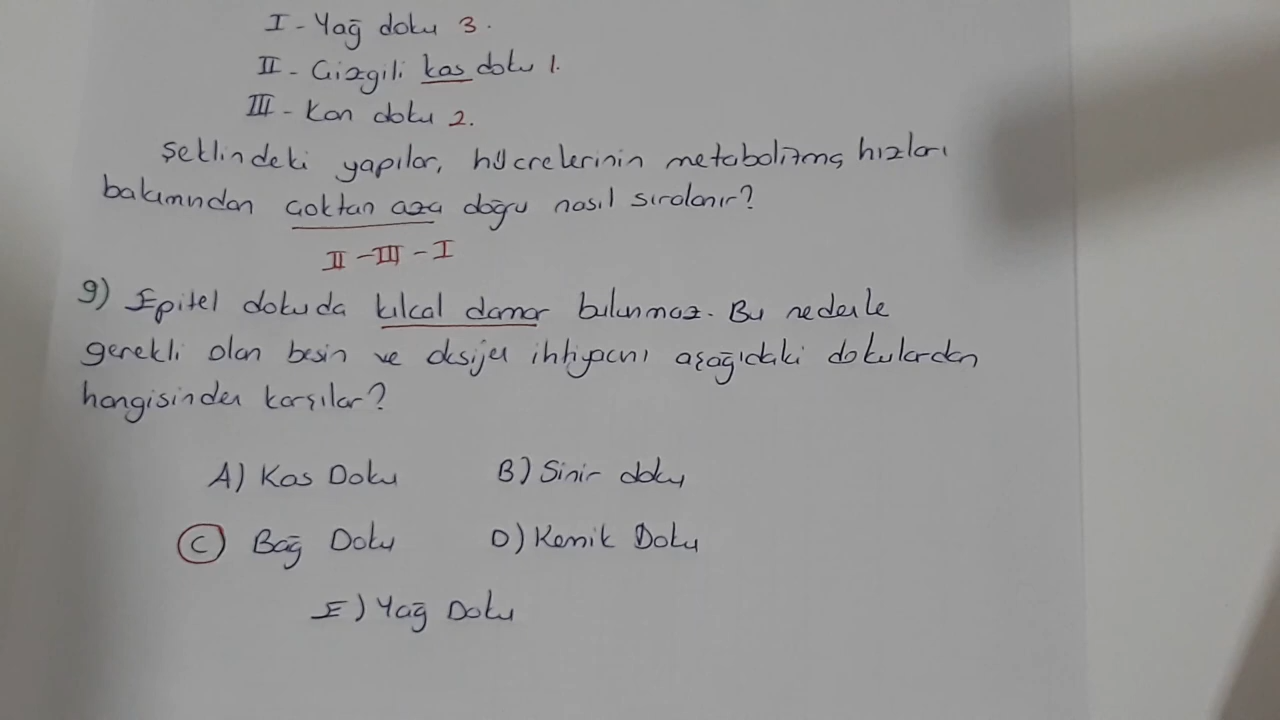 I - Yağ doku 3.
II - Çizgili kas doku 1.
III - Kan doku 2.
Şeklindeki yapılar, hücrelerinin metabolizma hızları
bakımından çoktan aza doğru nasıl sıralanır?
II - III - I
9) Epitel dokuda kılcal damar bulunmaz. Bu nedenle
gerekli olan besin ve oksijen ihtiyacını aşağıdaki dokulardan
hangisinden karşılar?
A) Kas Doku B) Sinir doku
C) Bağ Doku D) Kemik Doku
E) Yağ Doku